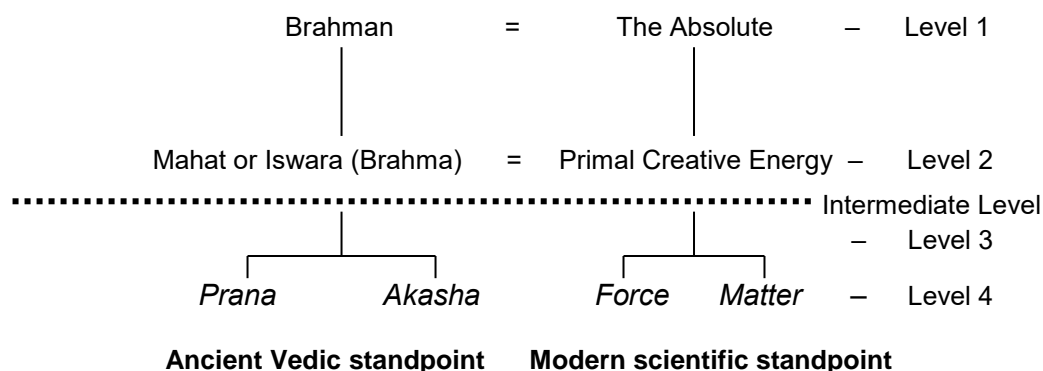 Brahman = The Absolute – Level 1
Mahat or Iswara (Brahma) = Primal Creative Energy – Level 2
Intermediate Level
– Level 3
Prana Akasha Force Matter – Level 4
Ancient Vedic standpoint Modern scientific standpoint